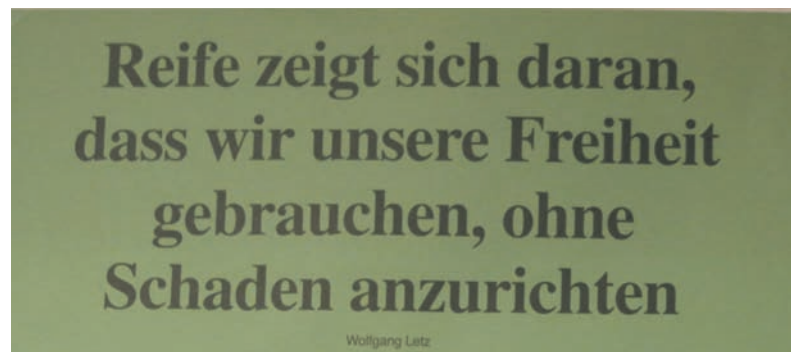 Reife zeigt sich daran,
dass wir unsere Freiheit
gebrauchen, ohne
Schaden anzurichten
Wolfgang Letz